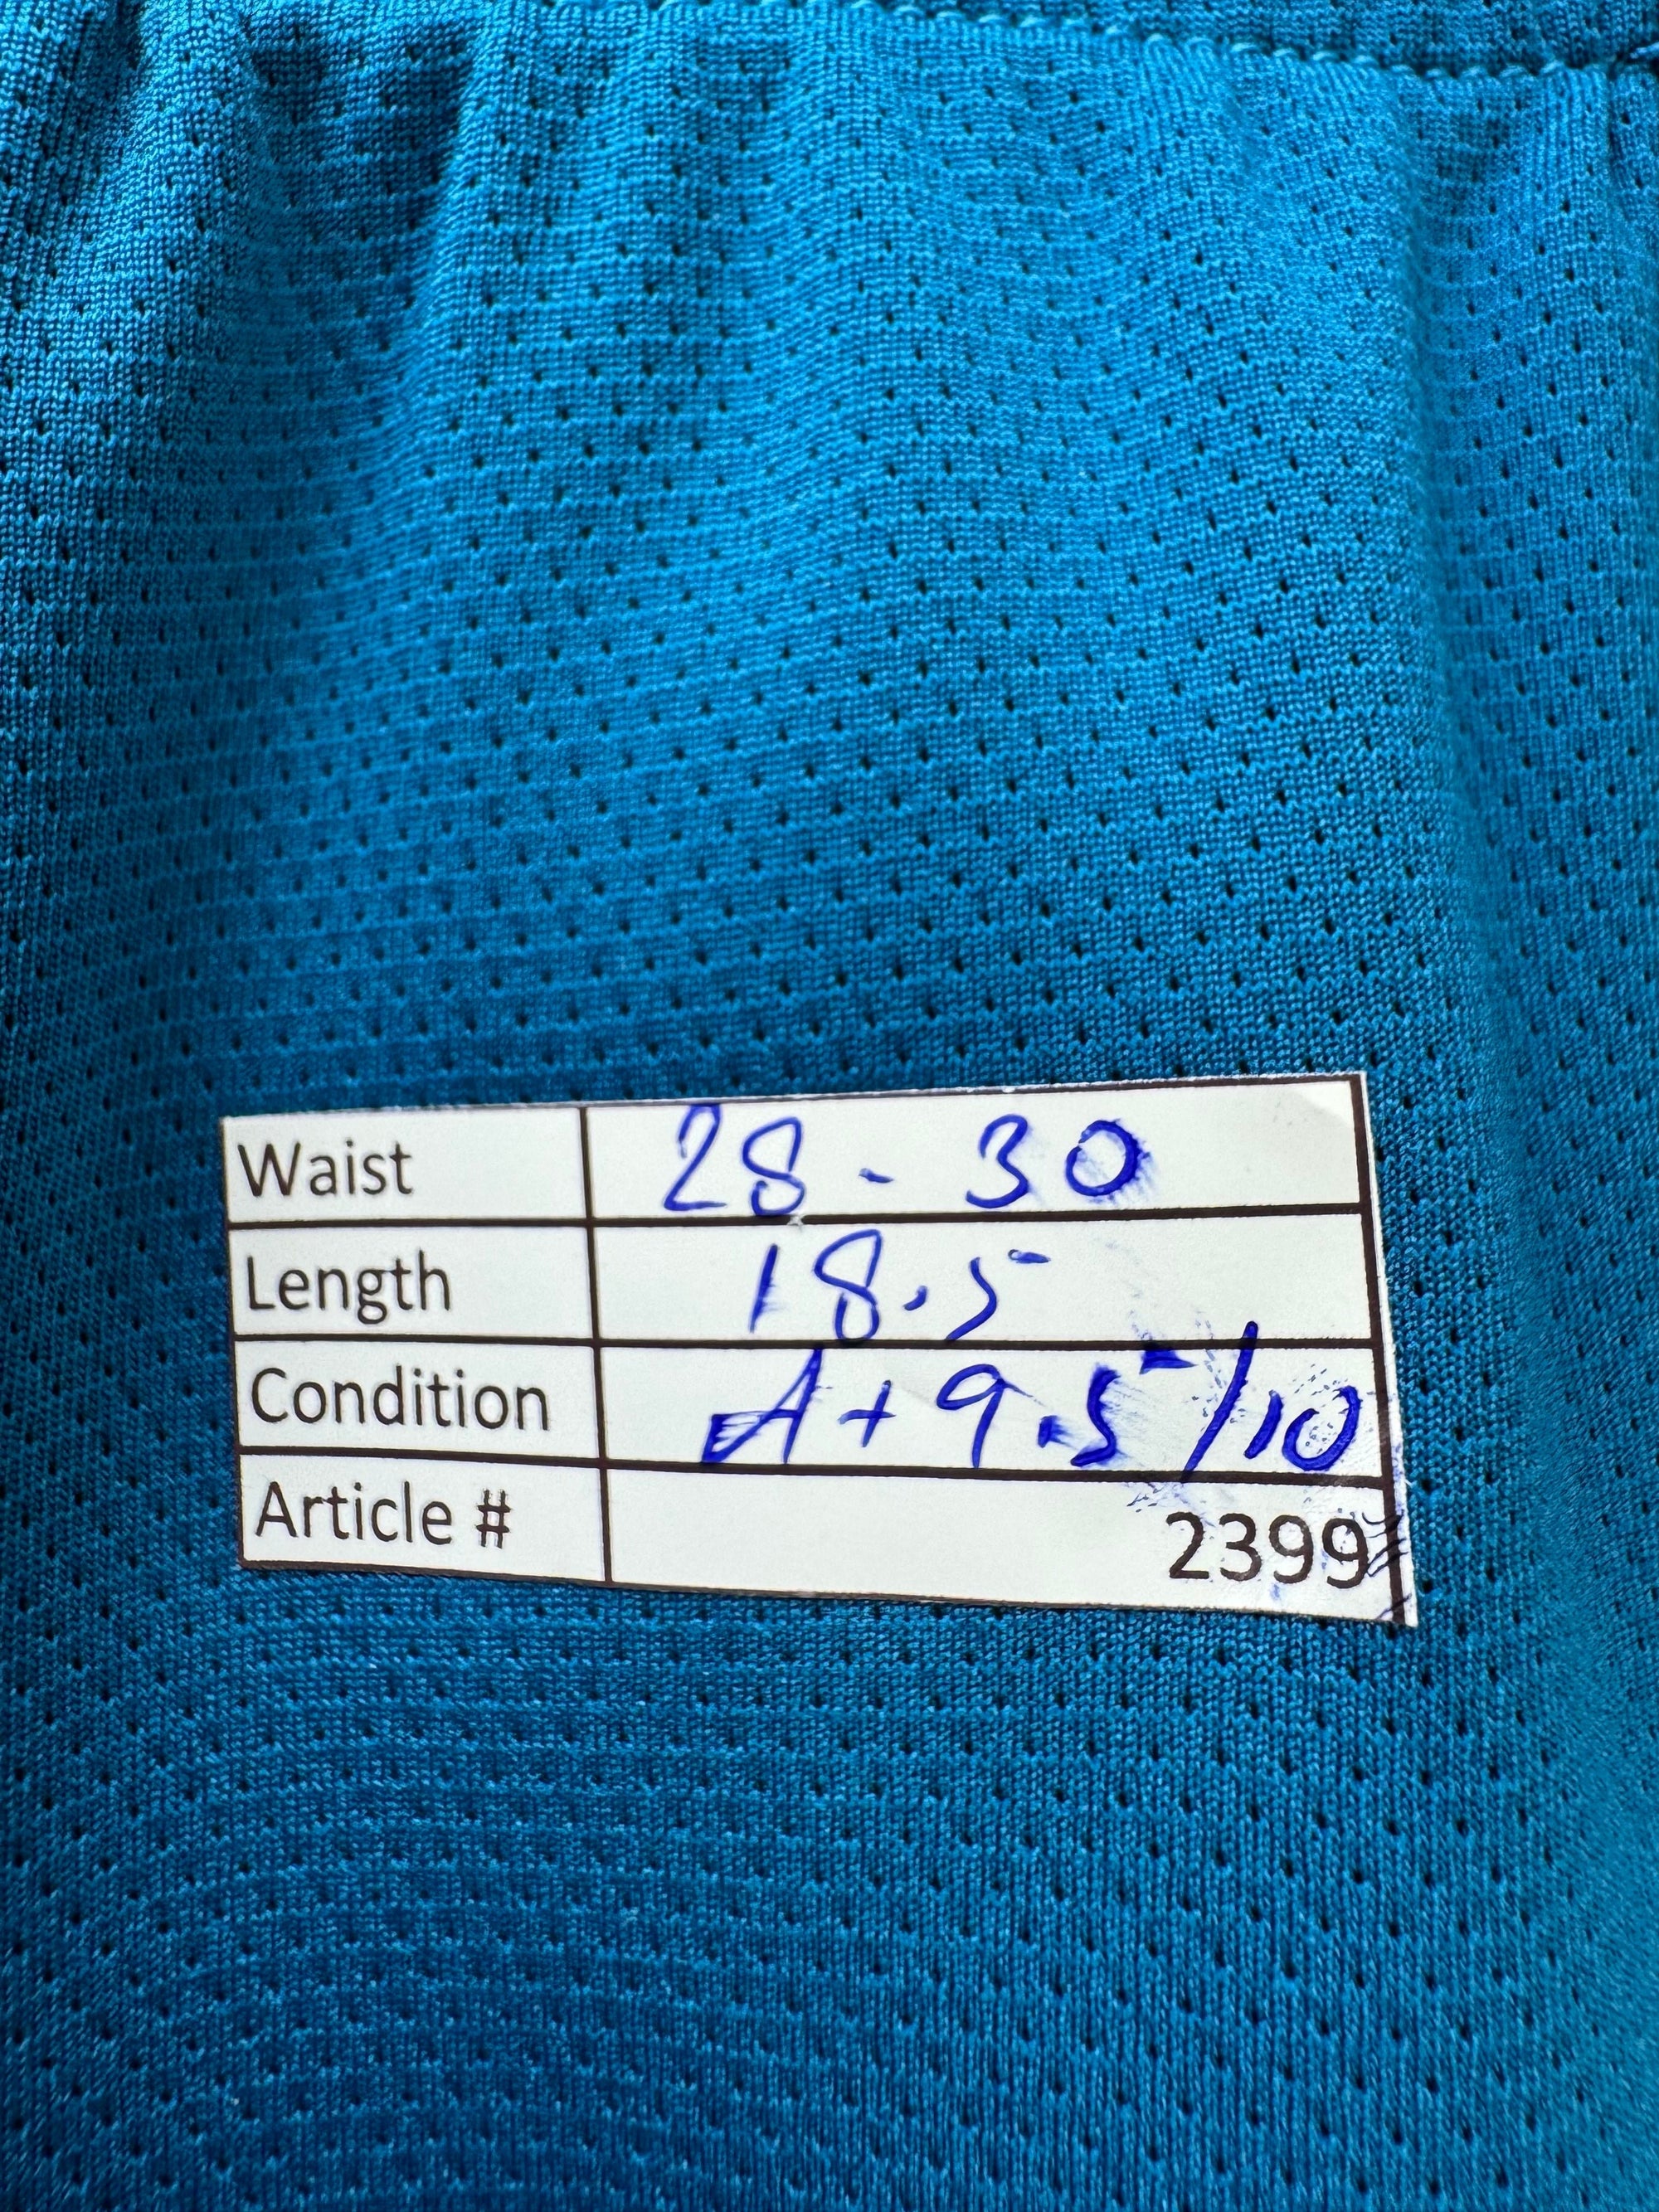 Waist 28 - 30
Length 18.5
Condition A+ 9.5/10
Article # 2399